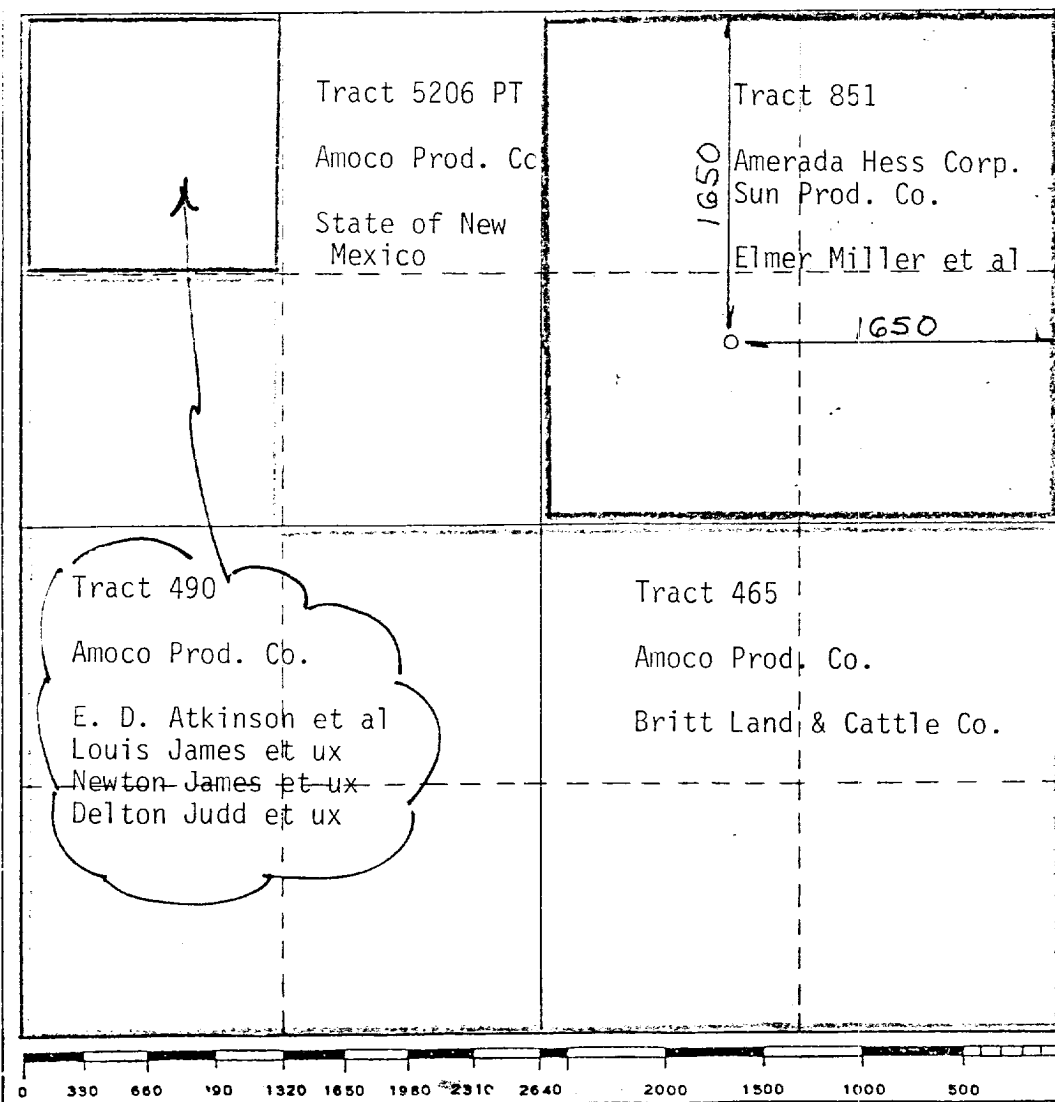 Tract 5206 PT
Amoco Prod. Co
State of New
Mexico
Tract 851
Amerada Hess Corp.
Sun Prod. Co.
Elmer Miller et al
1650
1650
Tract 490
Amoco Prod. Co.
E. D. Atkinson et al
Louis James et ux
Newton James et ux
Delton Judd et ux
Tract 465
Amoco Prod. Co.
Britt Land & Cattle Co.
0 330 660 990 1320 1650 1980 2310 2640 2000 1500 1000 500